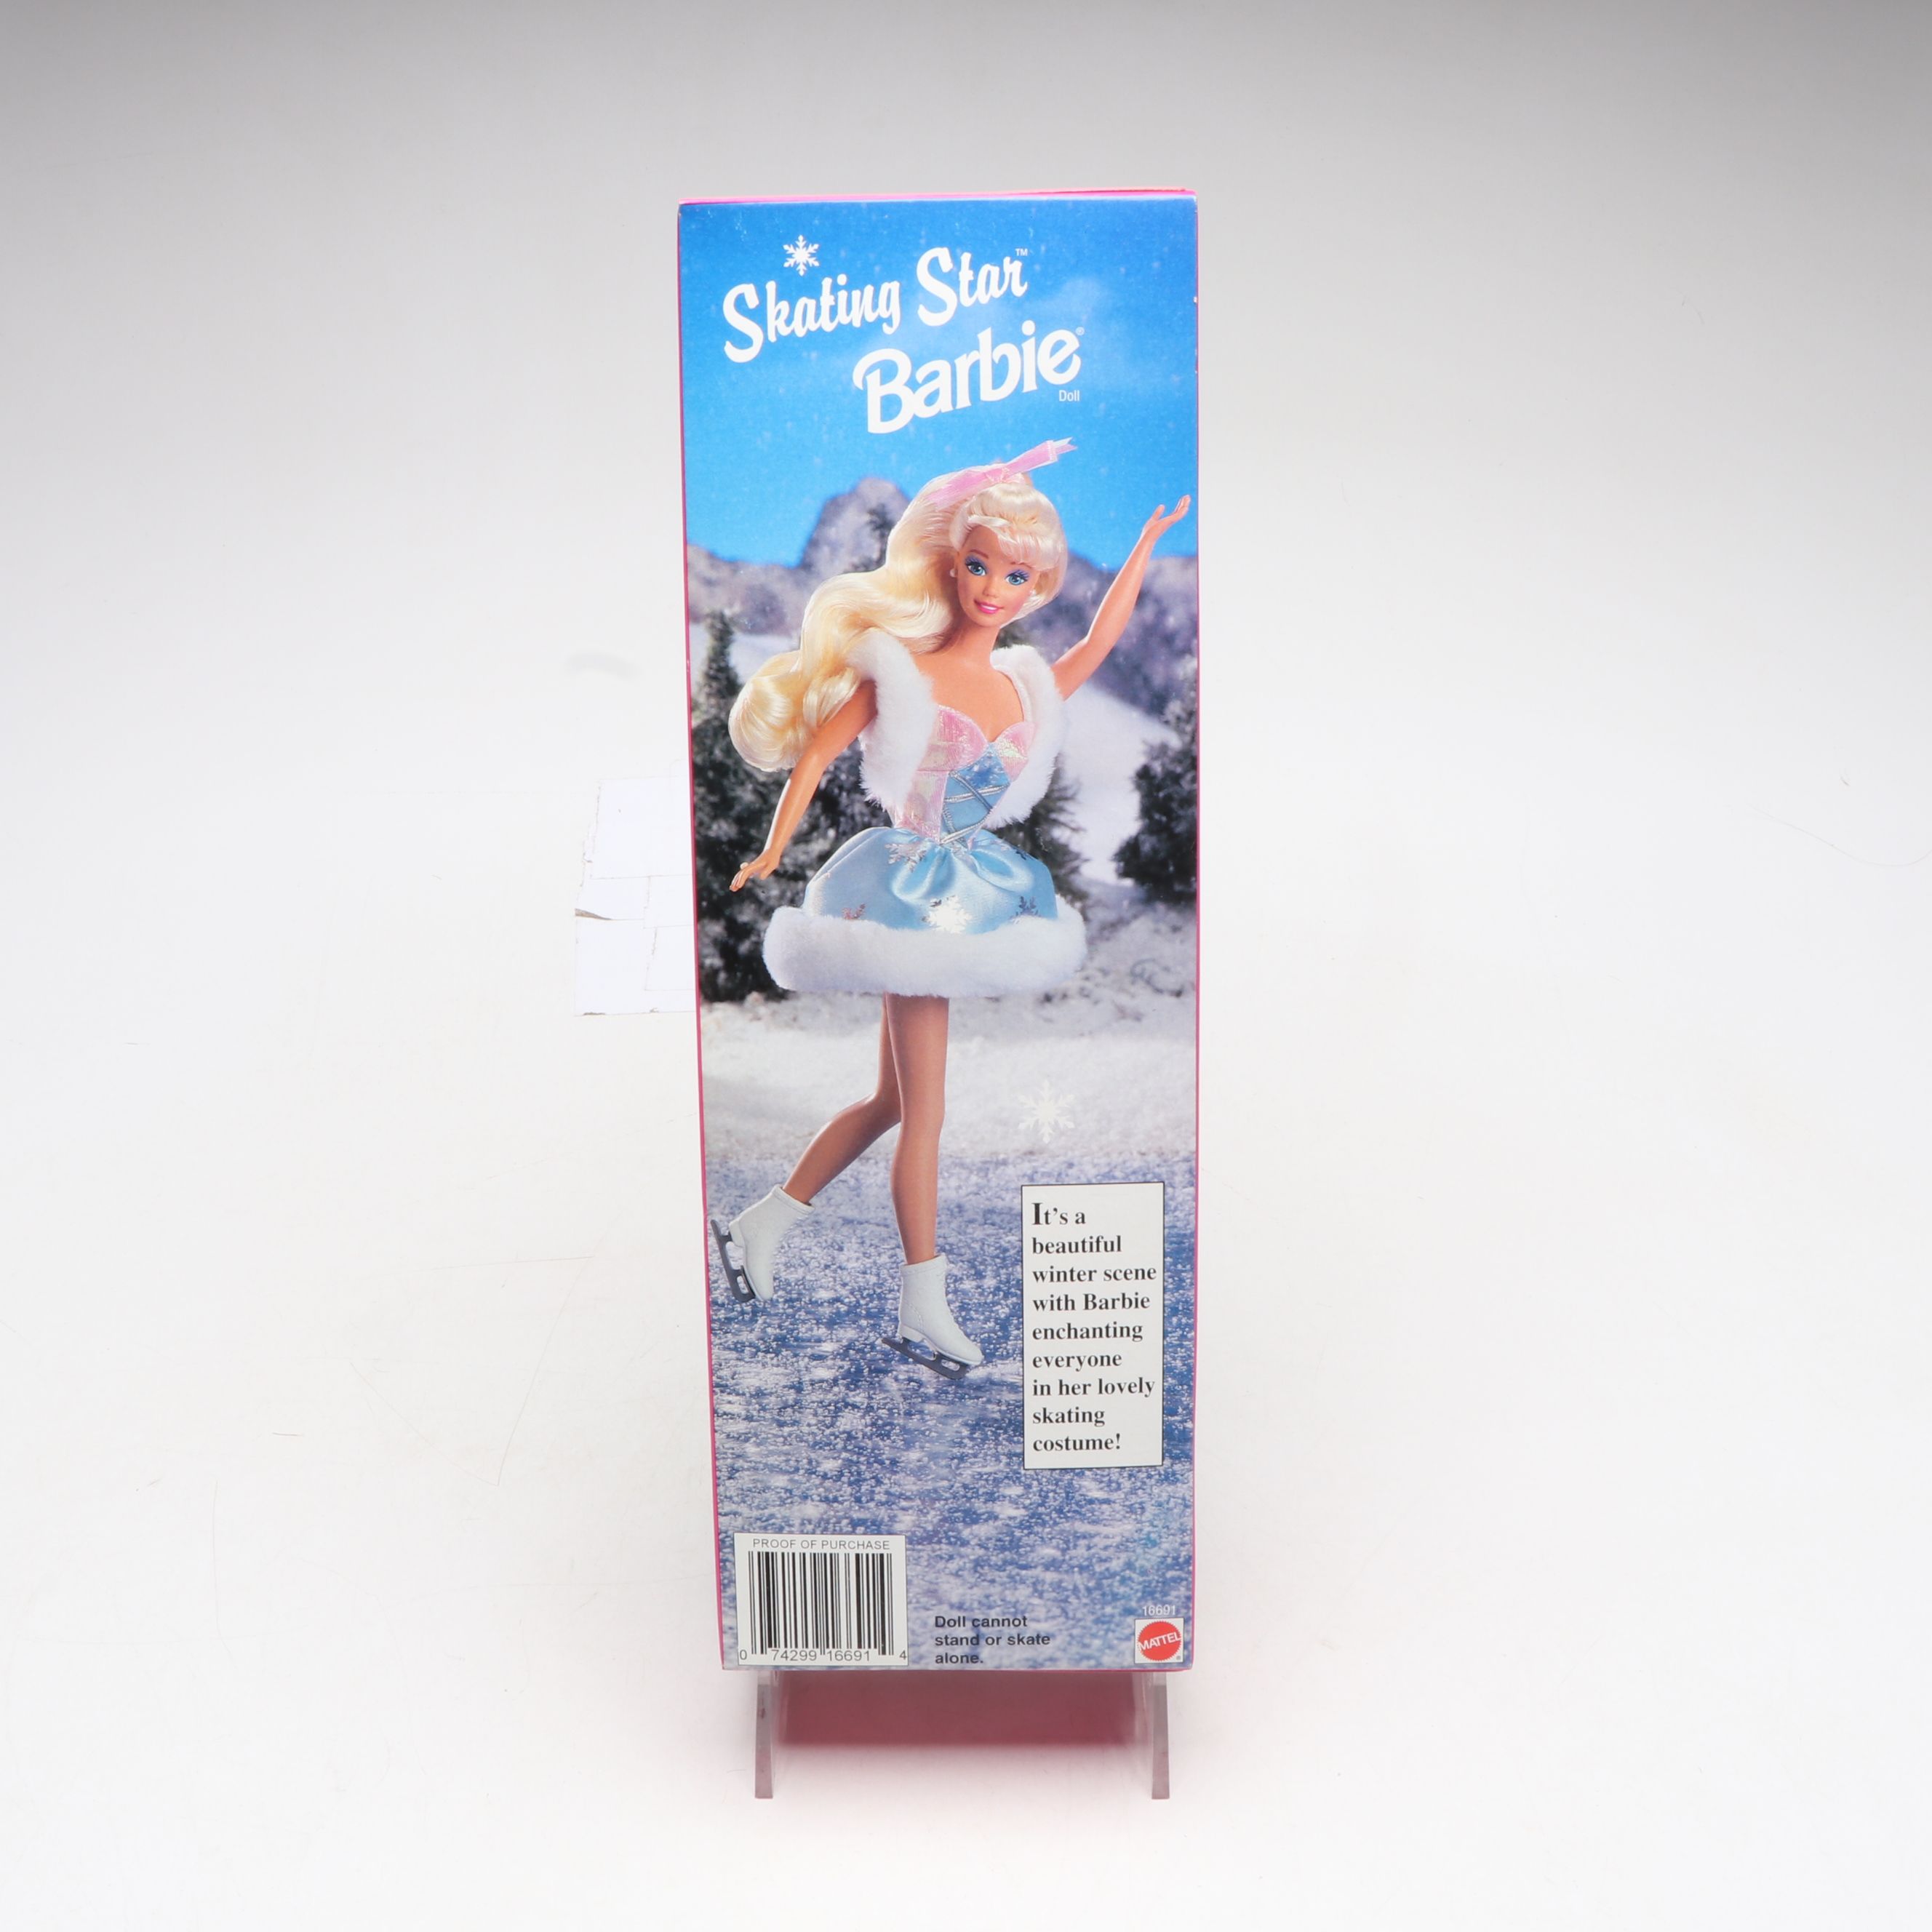 Skating Star™
Barbie®
Doll
It's a
beautiful
winter scene
with Barbie
enchanting
everyone
in her lovely
skating
costume!
PROOF OF PURCHASE
0 74299 16691 4
Doll cannot
stand or skate
alone.
16691
MATTEL®